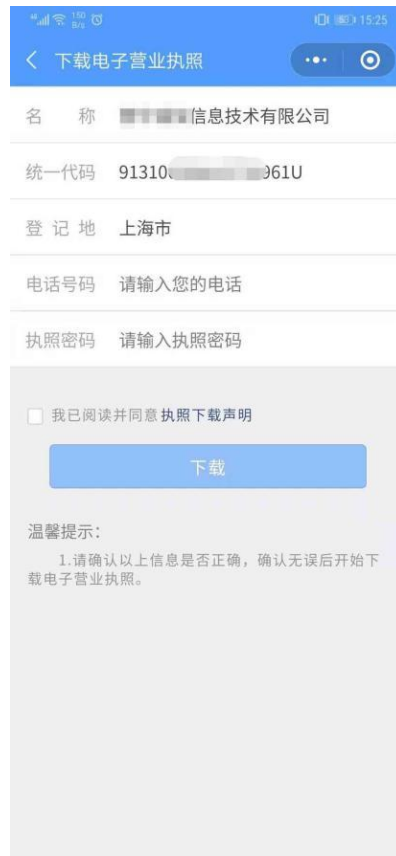 46 150 B/s 15:25
下载电子营业执照
名 称 信息技术有限公司
统一代码 91310 961U
登记地 上海市
电话号码 请输入您的电话
执照密码 请输入执照密码
我已阅读并同意执照下载声明
下载
温馨提示：
1.请确认以上信息是否正确，确认无误后开始下
载电子营业执照。